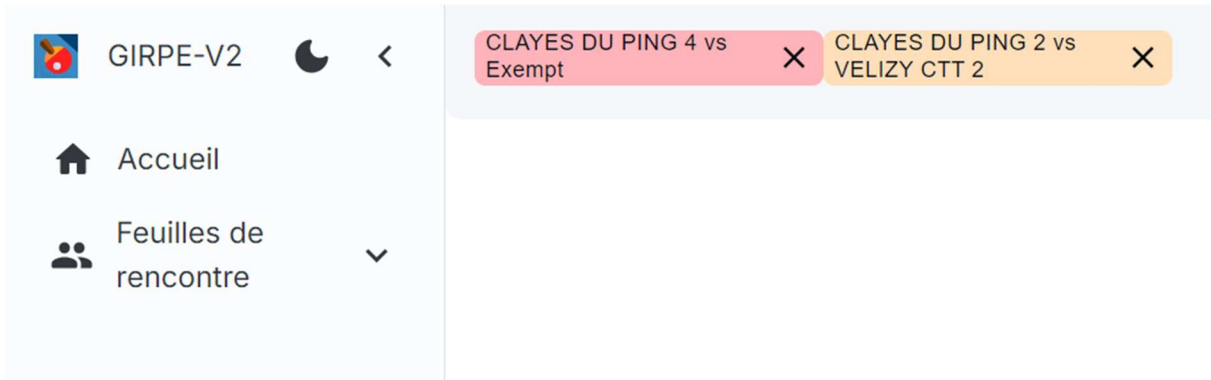 GIRPE-V2
CLAYES DU PING 4 vs
Exempt
CLAYES DU PING 2 vs
VELIZY CTT 2
Accueil
Feuilles de
rencontre